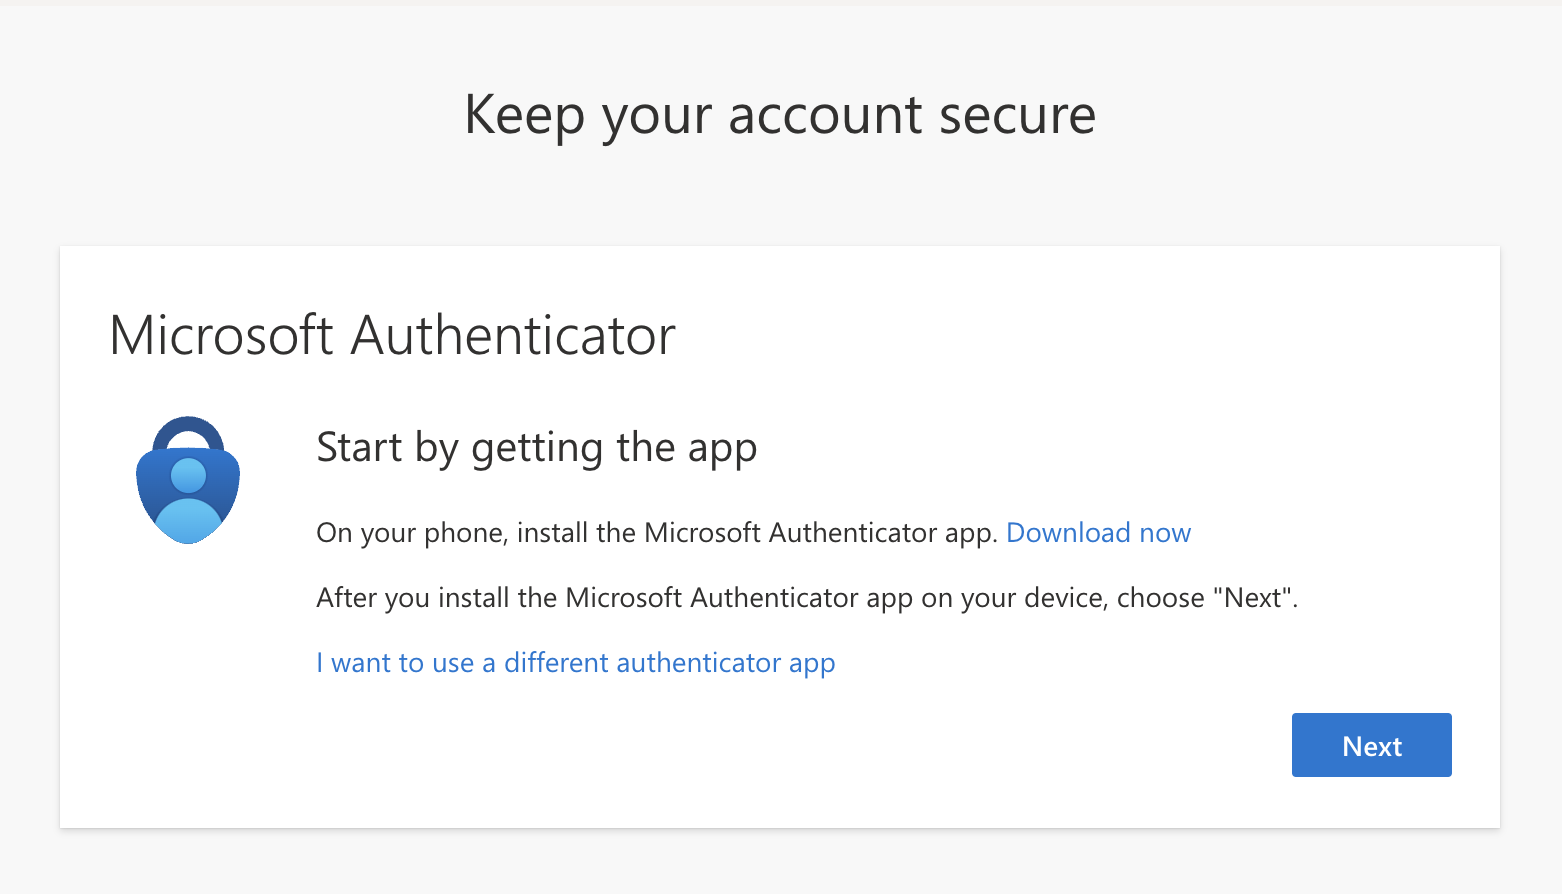 Keep your account secure
Microsoft Authenticator
Start by getting the app
On your phone, install the Microsoft Authenticator app. Download now
After you install the Microsoft Authenticator app on your device, choose "Next".
I want to use a different authenticator app
Next